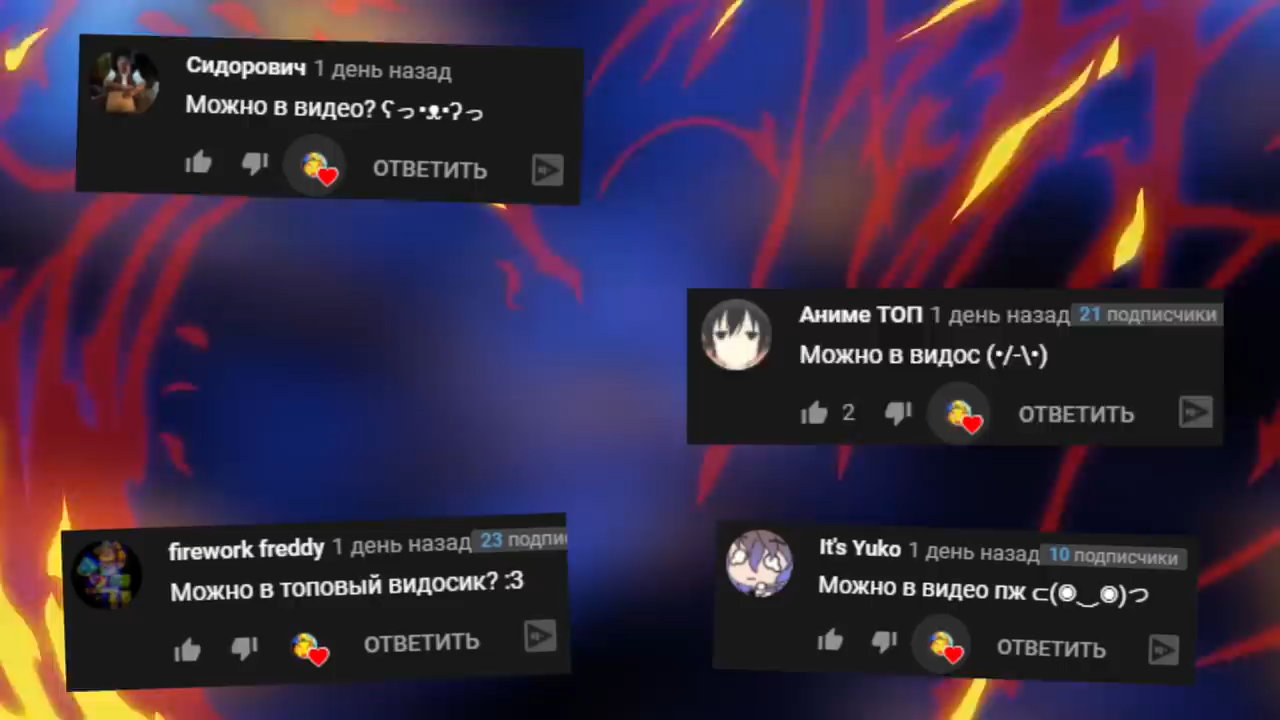 Сидорович 1 день назад
Можно в видео? ʕっ•ᴥ•ʔっ
ОТВЕТИТЬ
Аниме ТОП 1 день назад 21 подписчики
Можно в видос (•/-\•)
2 ОТВЕТИТЬ
firework freddy 1 день назад 23 подпи
Можно в топовый видосик? :3
ОТВЕТИТЬ
It's Yuko 1 день назад 10 подписчики
Можно в видео пж ⊂(◉‿◉)つ
ОТВЕТИТЬ